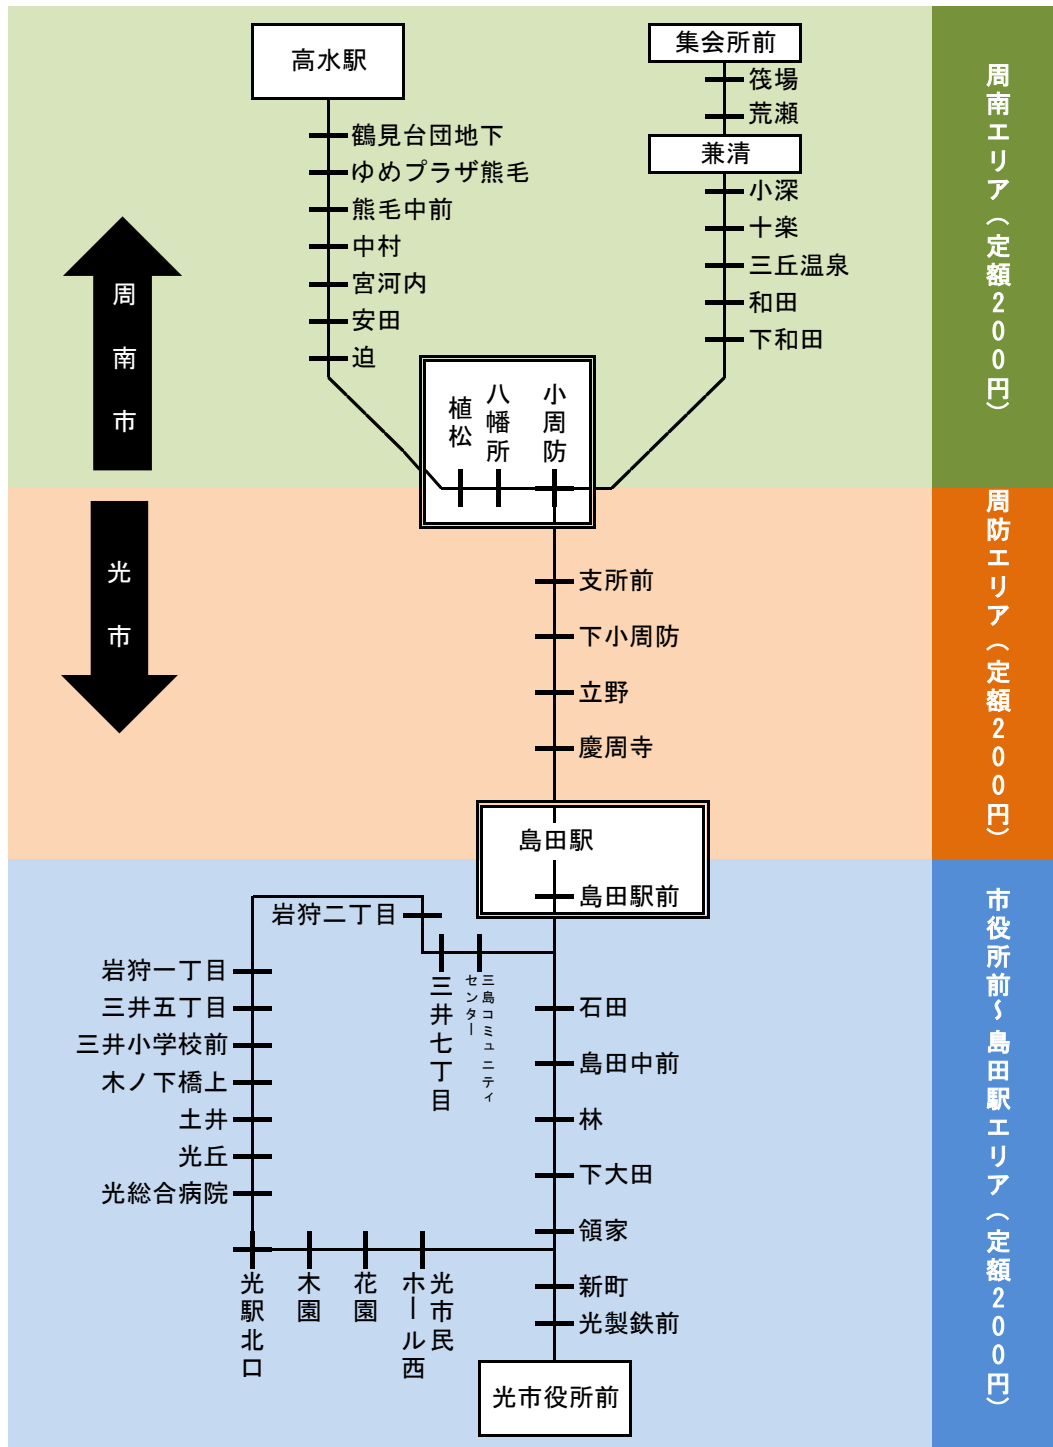 高水駅
鶴見台団地下
ゆめプラザ熊毛
熊毛中前
中村
宮河内
安田
迫
集会所前
筏場
荒瀬
兼清
小深
十楽
三丘温泉
和田
下和田
植松
八幡所
小周防
周南市
光市
支所前
下小周防
立野
慶周寺
島田駅
島田駅前
岩狩二丁目
三井七丁目
三島コミュニティ
センター
岩狩一丁目
三井五丁目
三井小学校前
木ノ下橋上
土井
光丘
光総合病院
光駅北口
木園
花園
光市民
ホール西
石田
島田中前
林
下大田
領家
新町
光製鉄前
光市役所前
周南エリア（定額200円）
周防エリア（定額200円）
市役所前～島田駅エリア（定額200円）